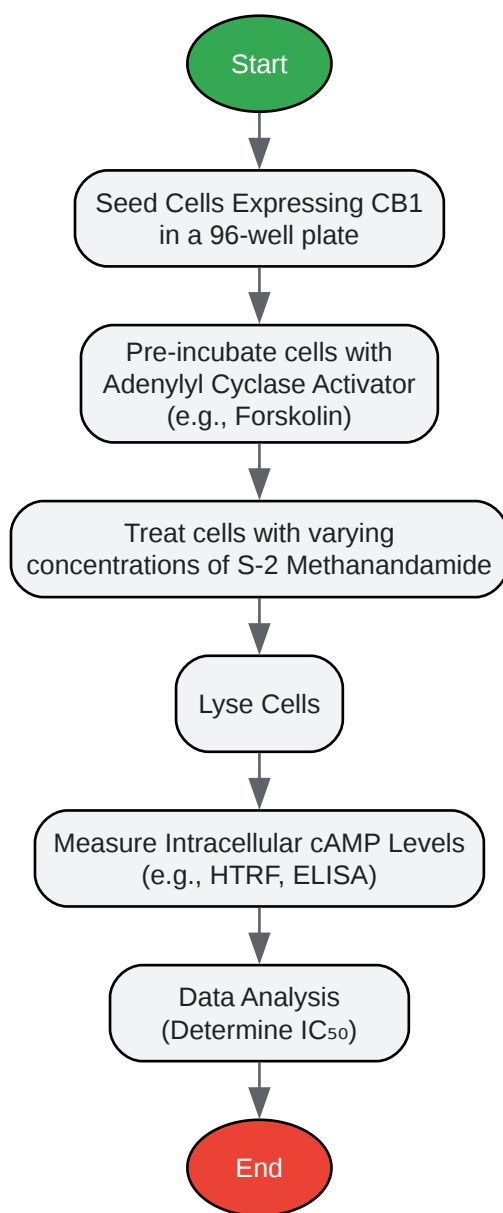 Start
Seed Cells Expressing CB1
in a 96-well plate
Pre-incubate cells with
Adenylyl Cyclase Activator
(e.g., Forskolin)
Treat cells with varying
concentrations of S-2 Methanandamide
Lyse Cells
Measure Intracellular cAMP Levels
(e.g., HTRF, ELISA)
Data Analysis
(Determine IC₅₀)
End